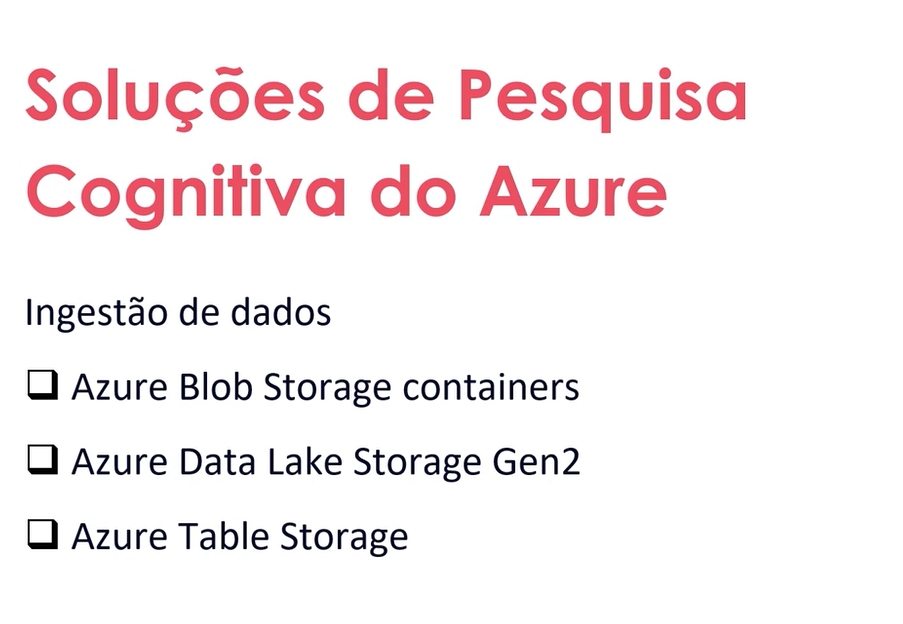 Soluções de Pesquisa
Cognitiva do Azure
Ingestão de dados
❑ Azure Blob Storage containers
❑ Azure Data Lake Storage Gen2
❑ Azure Table Storage